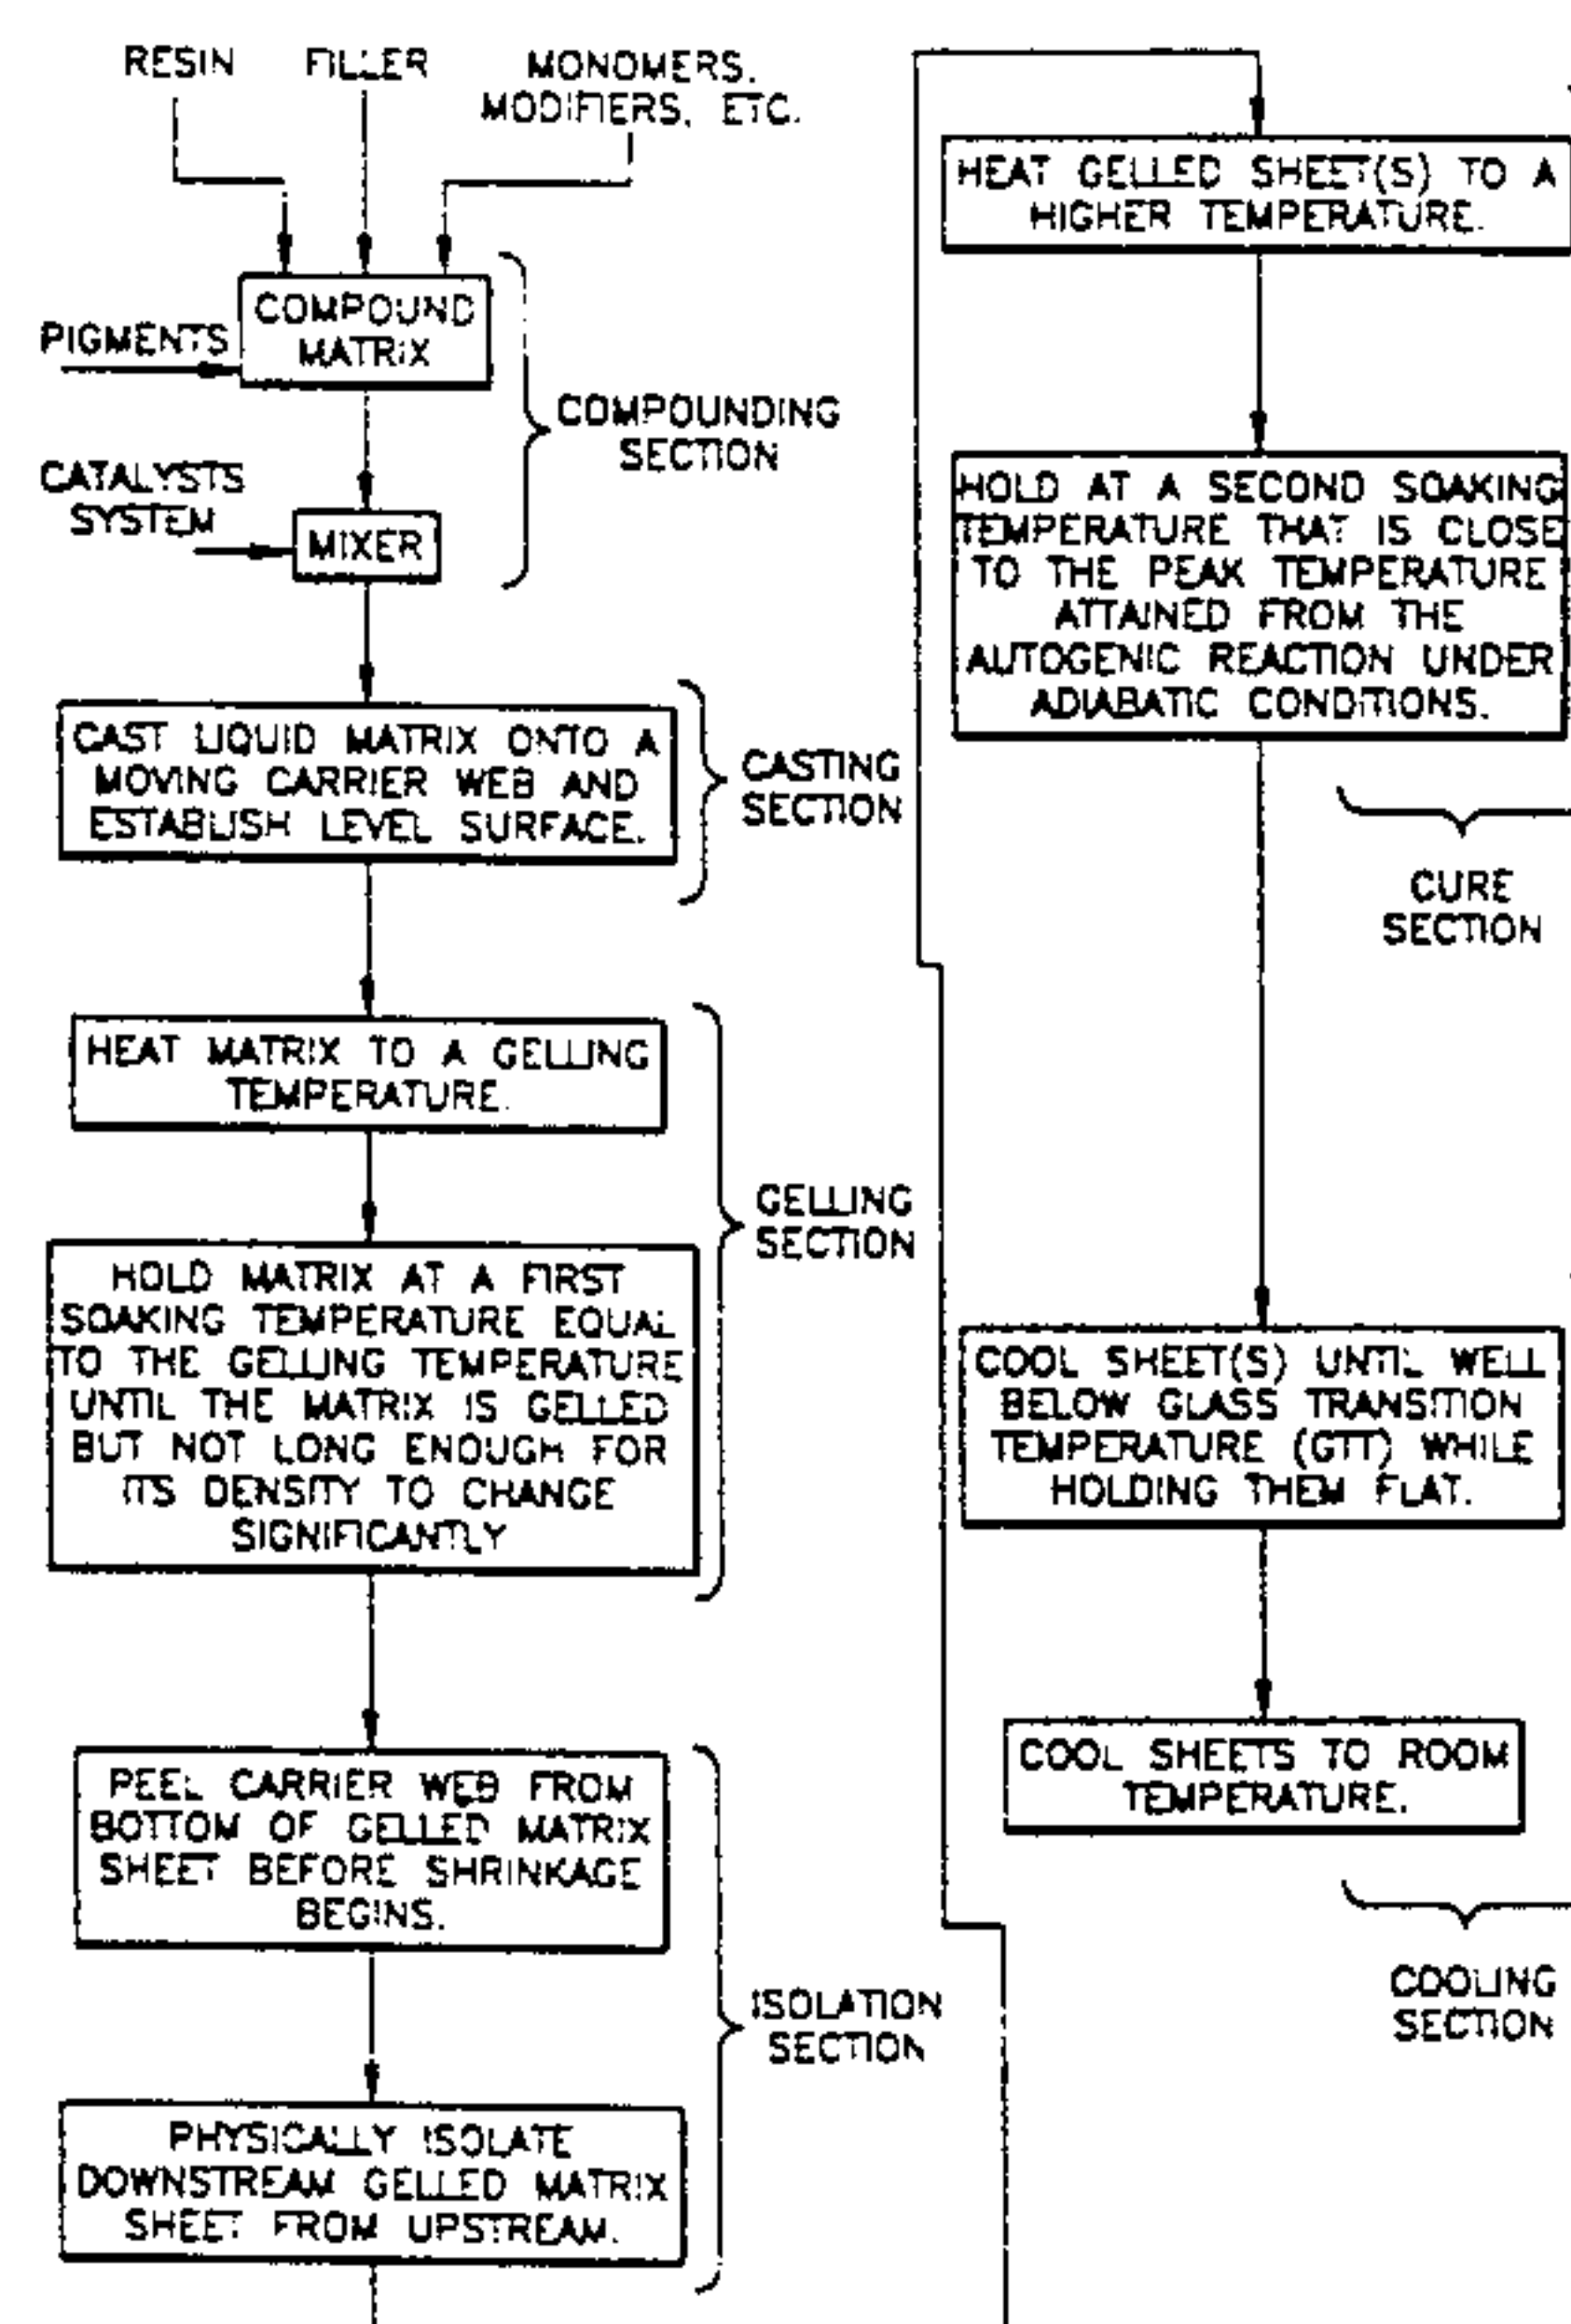 RESIN
FILLER
MONOMERS,
MODIFIERS, ETC.
COMPOUND
MATRIX
PIGMENTS
COMPOUNDING
SECTION
CATALYSTS
SYSTEM
MIXER
CAST LIQUID MATRIX ONTO A
MOVING CARRIER WEB AND
ESTABLISH LEVEL SURFACE.
CASTING
SECTION
HEAT MATRIX TO A GELLING
TEMPERATURE.
HOLD MATRIX AT A FIRST
SOAKING TEMPERATURE EQUAL
TO THE GELLING TEMPERATURE
UNTIL THE MATRIX IS GELLED
BUT NOT LONG ENOUGH FOR
ITS DENSITY TO CHANGE
SIGNIFICANTLY
GELLING
SECTION
PEEL CARRIER WEB FROM
BOTTOM OF GELLED MATRIX
SHEET BEFORE SHRINKAGE
BEGINS.
ISOLATION
SECTION
PHYSICALLY ISOLATE
DOWNSTREAM GELLED MATRIX
SHEET FROM UPSTREAM.
HEAT GELLED SHEET(S) TO A
HIGHER TEMPERATURE.
HOLD AT A SECOND SOAKING
TEMPERATURE THAT IS CLOSE
TO THE PEAK TEMPERATURE
ATTAINED FROM THE
AUTOGENIC REACTION UNDER
ADIABATIC CONDITIONS.
CURE
SECTION
COOL SHEET(S) UNTIL WELL
BELOW GLASS TRANSITION
TEMPERATURE (GTT) WHILE
HOLDING THEM FLAT.
COOL SHEETS TO ROOM
TEMPERATURE.
COOLING
SECTION